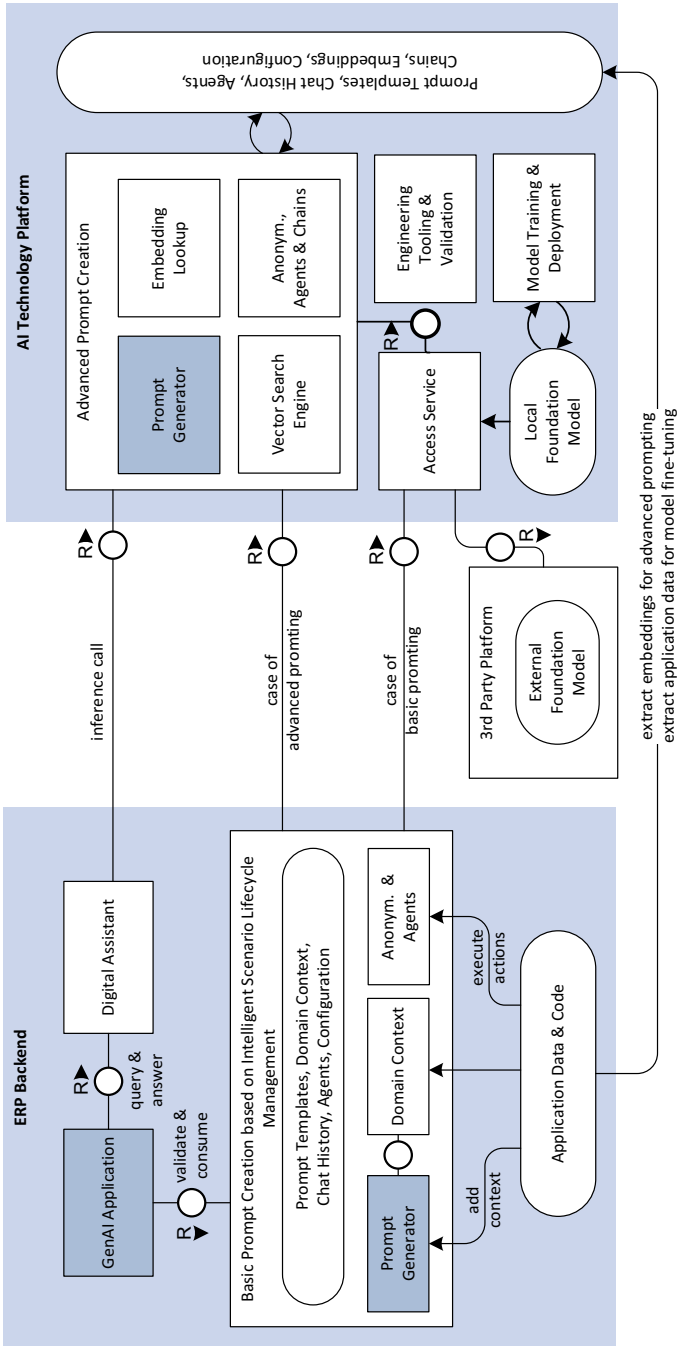 ERP Backend
GenAI Application
R
query &
answer
Digital Assistant
R
validate &
consume
inference call
R
Basic Prompt Creation based on Intelligent Scenario Lifecycle
Management
Prompt Templates, Domain Context,
Chat History, Agents, Configuration
Prompt
Generator
Domain Context
Anonym. &
Agents
case of
advanced promting
R
case of
basic promting
R
add
context
execute
actions
Application Data & Code
3rd Party Platform
External
Foundation
Model
R
AI Technology Platform
Advanced Prompt Creation
Prompt
Generator
Embedding
Lookup
Vector Search
Engine
Anonym.,
Agents & Chains
Prompt Templates, Chat History, Agents,
Chains, Embeddings, Configuration
R
Access Service
Engineering
Tooling &
Validation
Local
Foundation
Model
Model Training &
Deployment
extract embeddings for advanced prompting
extract application data for model fine-tuning